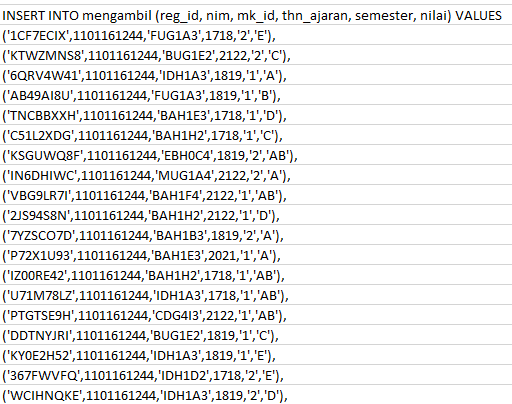 INSERT INTO mengambil (reg_id, nim, mk_id, thn_ajaran, semester, nilai) VALUES
('1CF7ECIX',1101161244,'FUG1A3',1718,'2','E'),
('KTWZMNS8',1101161244,'BUG1E2',2122,'2','C'),
('6QRV4W41',1101161244,'IDH1A3',1819,'1','A'),
('AB49AI8U',1101161244,'FUG1A3',1819,'1','B'),
('TNCBBXXH',1101161244,'BAH1E3',1718,'1','D'),
('C51L2XDG',1101161244,'BAH1H2',1718,'1','C'),
('KSGUWQ8F',1101161244,'EBH0C4',1819,'2','AB'),
('IN6DHIWC',1101161244,'MUG1A4',2122,'2','A'),
('VBG9LR7I',1101161244,'BAH1F4',2122,'1','AB'),
('2JS94S8N',1101161244,'BAH1H2',2122,'1','D'),
('7YZSCO7D',1101161244,'BAH1B3',1819,'2','A'),
('P72X1U93',1101161244,'BAH1E3',2021,'1','A'),
('IZ00RE42',1101161244,'BAH1H2',1718,'1','AB'),
('U71M78LZ',1101161244,'IDH1A3',1718,'1','AB'),
('PTGTSE9H',1101161244,'CDG4I3',2122,'1','AB'),
('DDTNYJRI',1101161244,'BUG1E2',1819,'1','C'),
('KY0E2H52',1101161244,'IDH1A3',1819,'1','E'),
('367FWVFQ',1101161244,'IDH1D2',1718,'2','E'),
('WCIHNQKE',1101161244,'IDH1A3',1819,'2','D'),